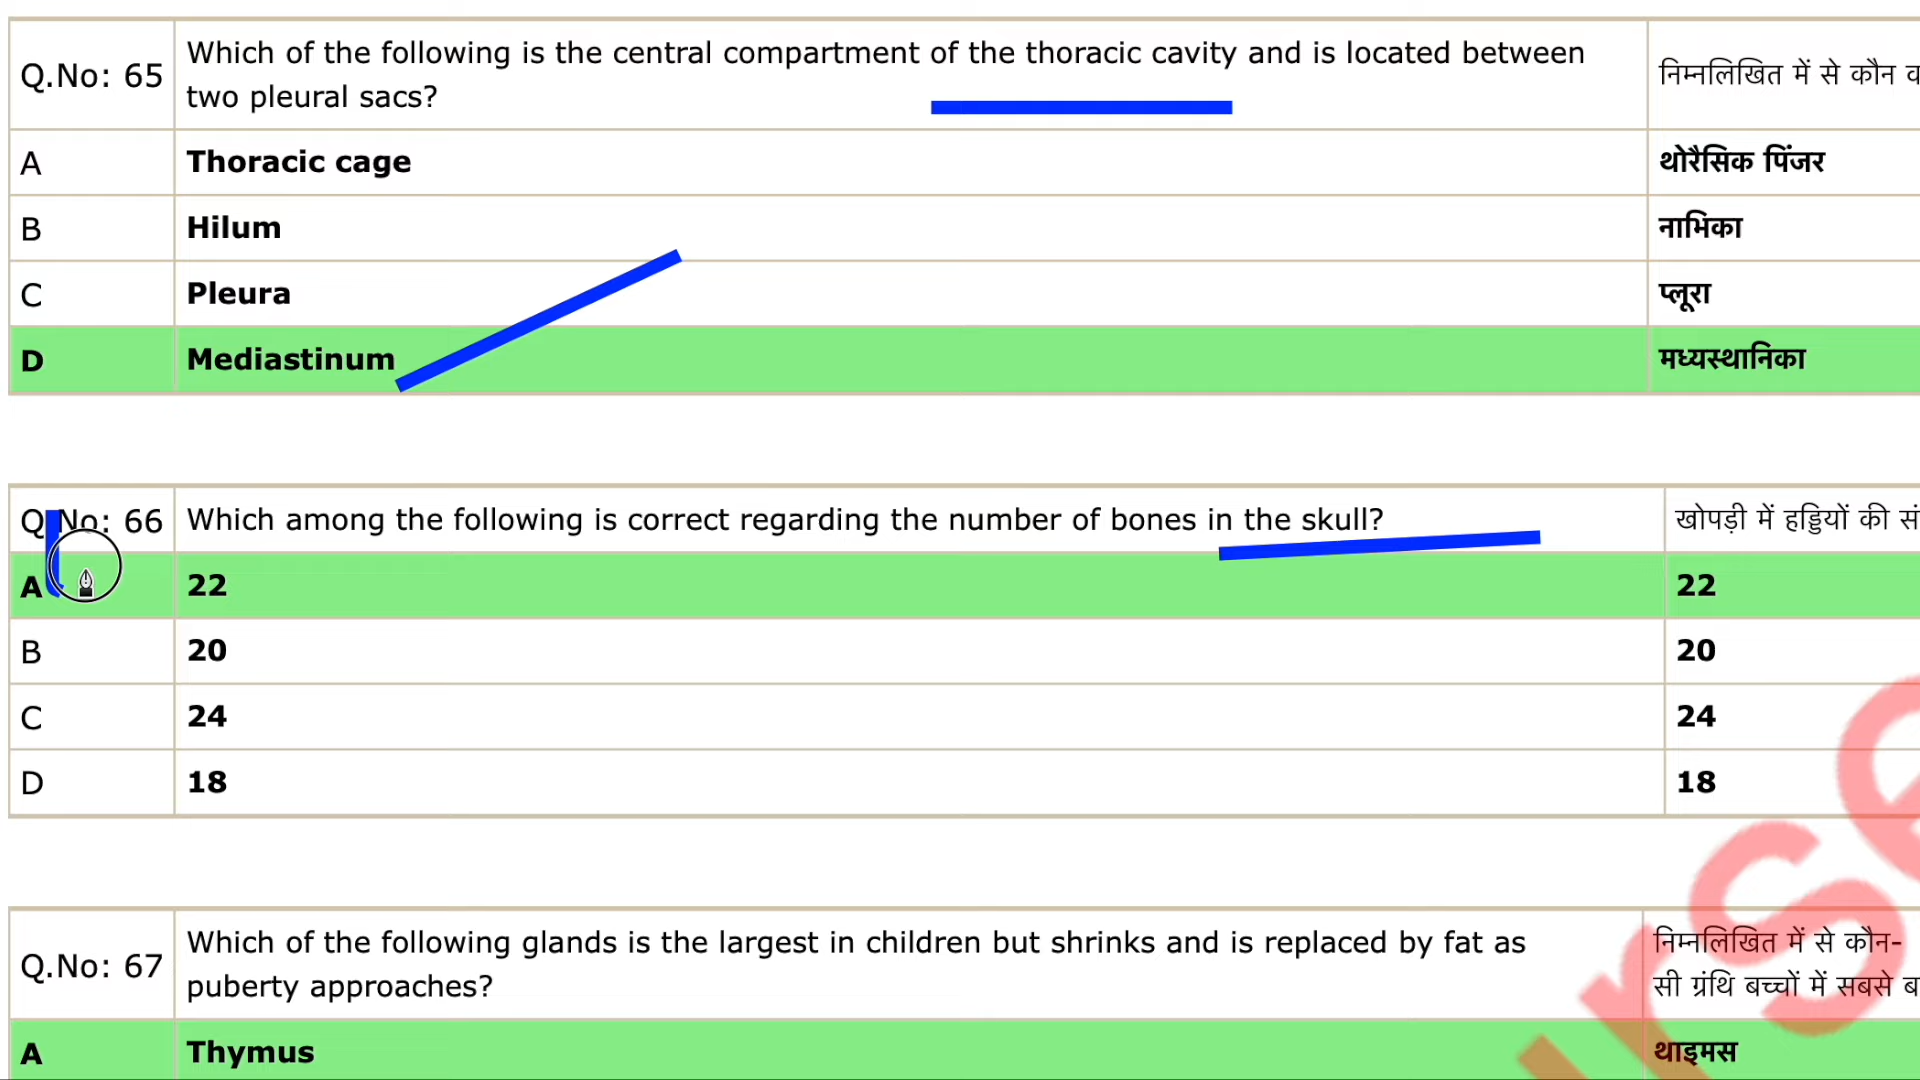 Q.No: 65
Which of the following is the central compartment of the thoracic cavity and is located between
two pleural sacs?
निम्नलिखित में से कौन
A
Thoracic cage
थोरैसिक पिंजर
B
Hilum
नाभिका
C
Pleura
प्लूरा
D
Mediastinum
मध्यस्थानिका
Q.No: 66
Which among the following is correct regarding the number of bones in the skull?
खोपड़ी में हड्डियों की
A
22
22
B
20
20
C
24
24
D
18
18
Q.No: 67
Which of the following glands is the largest in children but shrinks and is replaced by fat as
puberty approaches?
निम्नलिखित में से कौन-
सी ग्रंथि बच्चों में सबसे
A
Thymus
थाइमस